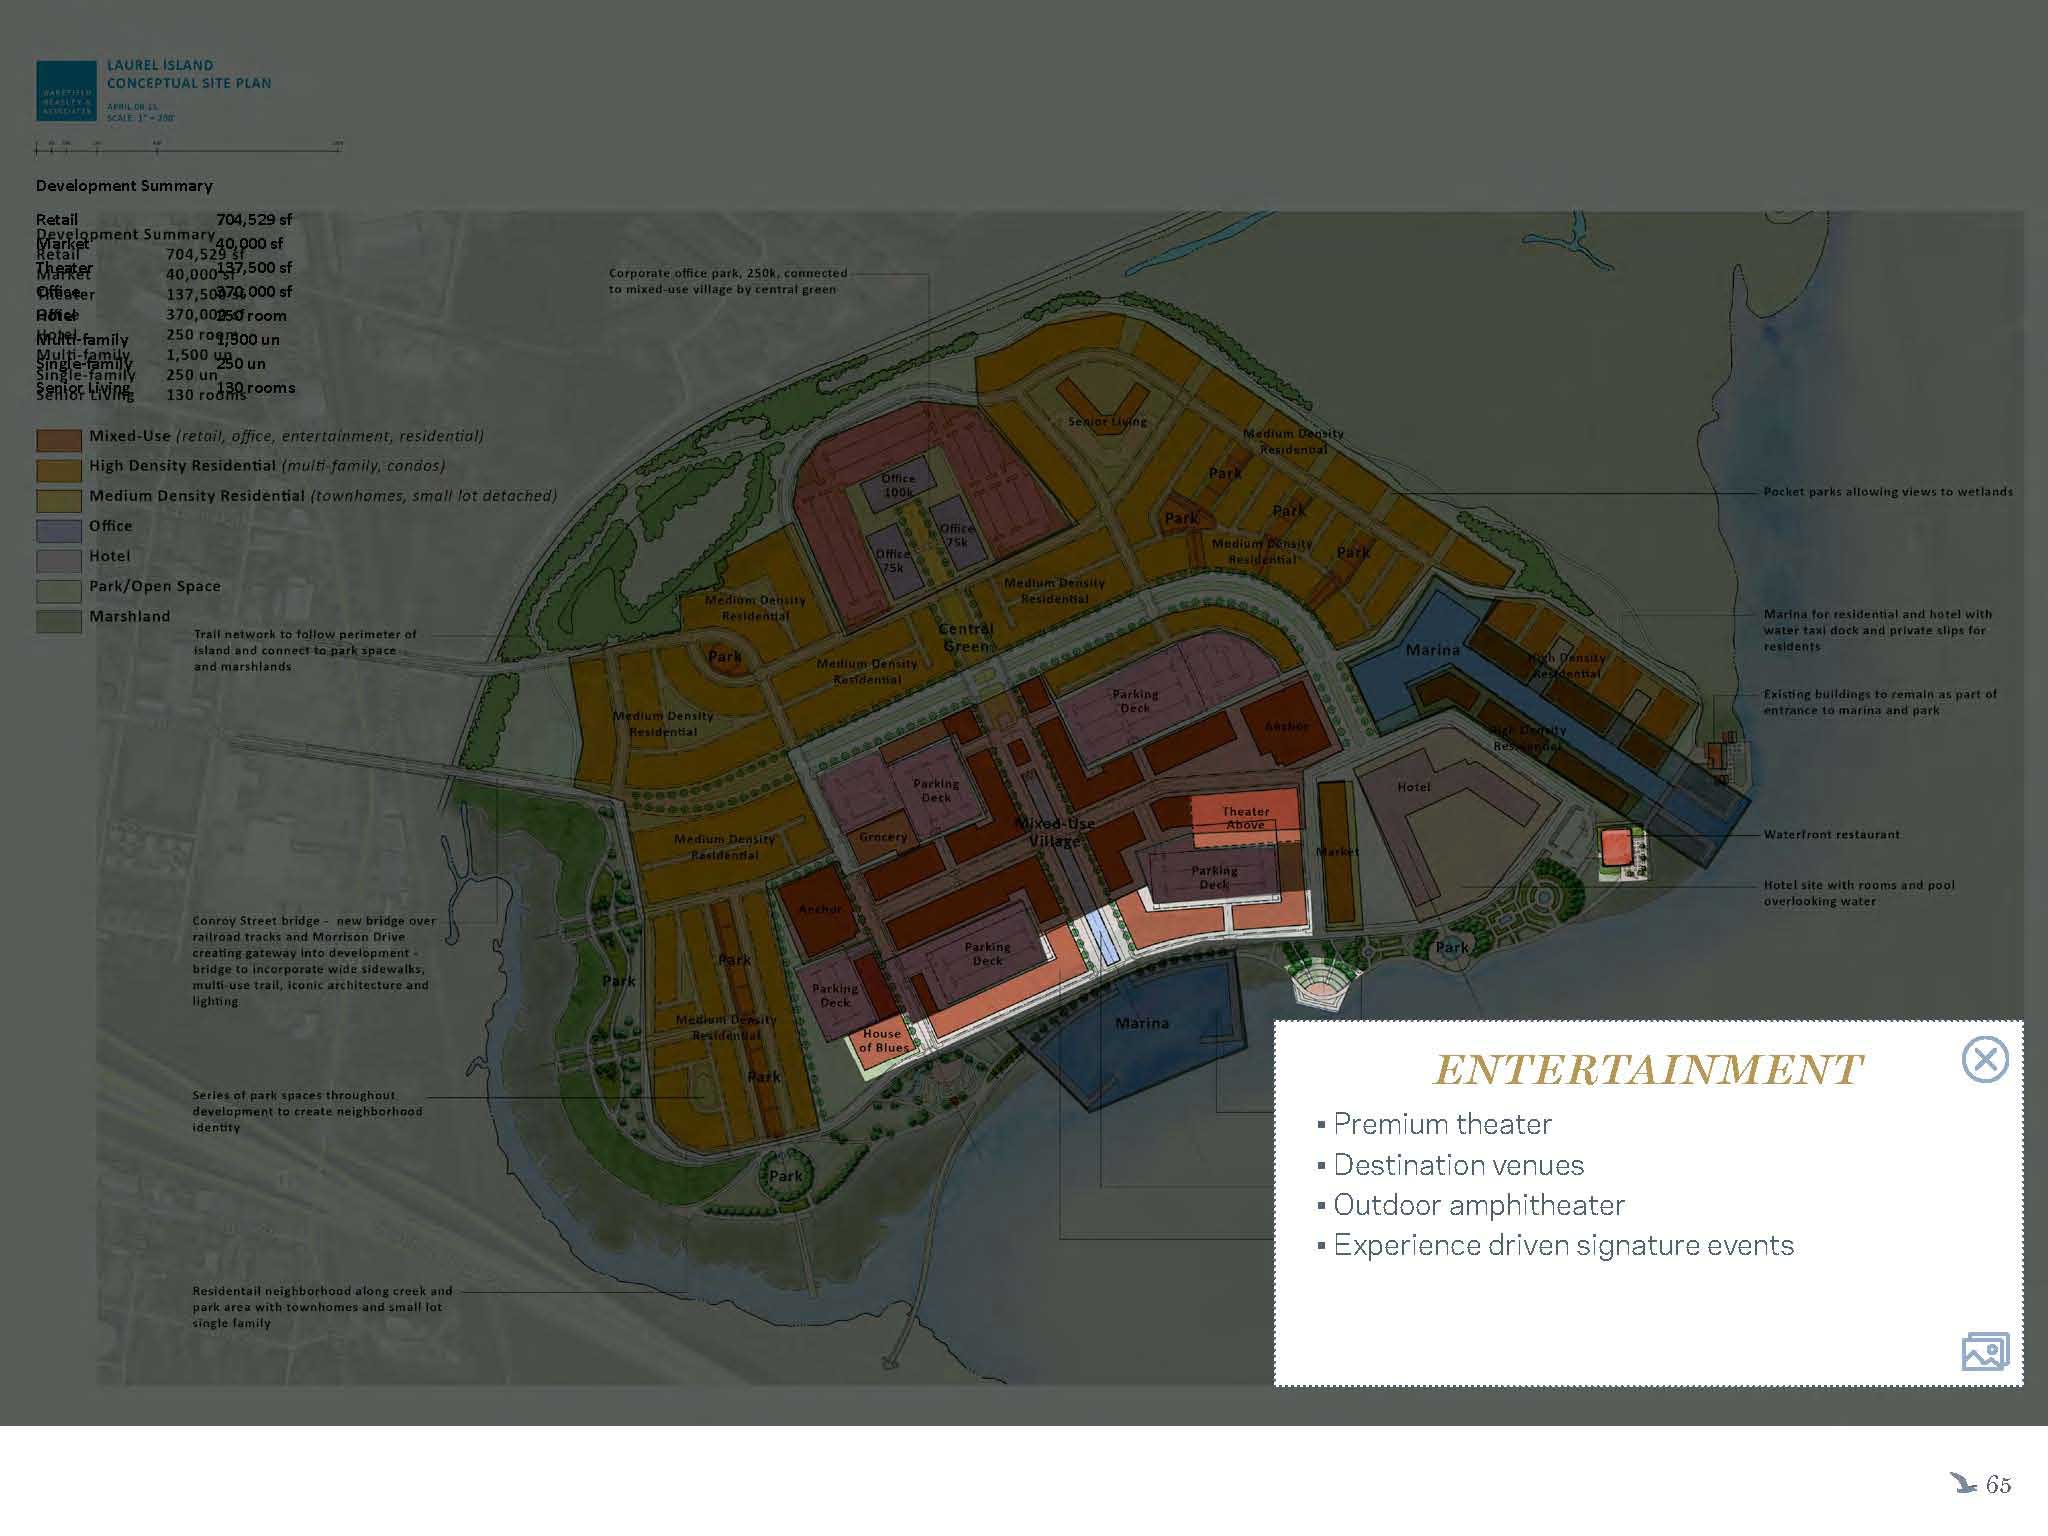 WAKEFIELD
BEASLEY &
ASSOCIATES
LAUREL ISLAND
CONCEPTUAL SITE PLAN
APRIL.08.15
SCALE: 1" = 200'
Development Summary
Retail 704,529 sf
Market 40,000 sf
Theater 137,500 sf
Office 370,000 sf
Hotel 250 room
Multi-family 1,500 un
Single-family 250 un
Senior Living 130 rooms
Development Summary
Retail 704,529 sf
Market 40,000 sf
Theater 137,500 sf
Office 370,000 sf
Hotel 250 room
Multi-family 1,500 un
Single-family 250 un
Senior Living 130 rooms
Mixed-Use (retail, office, entertainment, residential)
High Density Residential (multi-family, condos)
Medium Density Residential (townhomes, small lot detached)
Office
Hotel
Park/Open Space
Marshland
Trail network to follow perimeter of
island and connect to park space
and marshlands
Conroy Street bridge - new bridge over
railroad tracks and Morrison Drive
creating gateway into development -
bridge to incorporate wide sidewalks,
multi-use trail, iconic architecture and
lighting
Series of park spaces throughout
development to create neighborhood
identity
Residentail neighborhood along creek and
park area with townhomes and small lot
single family
Corporate office park, 250k, connected
to mixed-use village by central green
Senior Living
Medium Density
Residential
Park
Office
100k
Park
Park
Office
75k
Office
75k
Medium Density
Residential
Park
Medium Density
Residential
Medium Density
Residential
Central
Green
Park
Medium Density
Residential
Marina
High Density
Residential
Parking
Deck
Medium Density
Residential
Anchor
High Density
Residential
Parking
Deck
Hotel
Theater
Above
Mixed-Use
Village
Grocery
Medium Density
Residential
Market
Parking
Deck
Anchor
Parking
Deck
Park
Park
Park
Parking
Deck
Medium Density
Residential
House
of Blues
Marina
Park
Park
Pocket parks allowing views to wetlands
Marina for residential and hotel with
water taxi dock and private slips for
residents
Existing buildings to remain as part of
entrance to marina and park
Waterfront restaurant
Hotel site with rooms and pool
overlooking water
ENTERTAINMENT
▪ Premium theater
▪ Destination venues
▪ Outdoor amphitheater
▪ Experience driven signature events
65